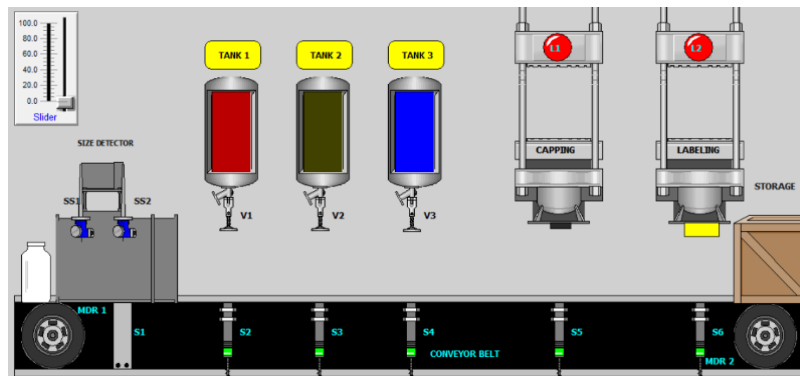 100.0
80.0
60.0
40.0
20.0
0.0
Slider
TANK 1
TANK 2
TANK 3
L1
L2
SIZE DETECTOR
CAPPING
LABELING
STORAGE
SS1
SS2
V1
V2
V3
MDR 1
S1
S2
S3
S4
S5
S6
CONVEYOR BELT
MDR 2